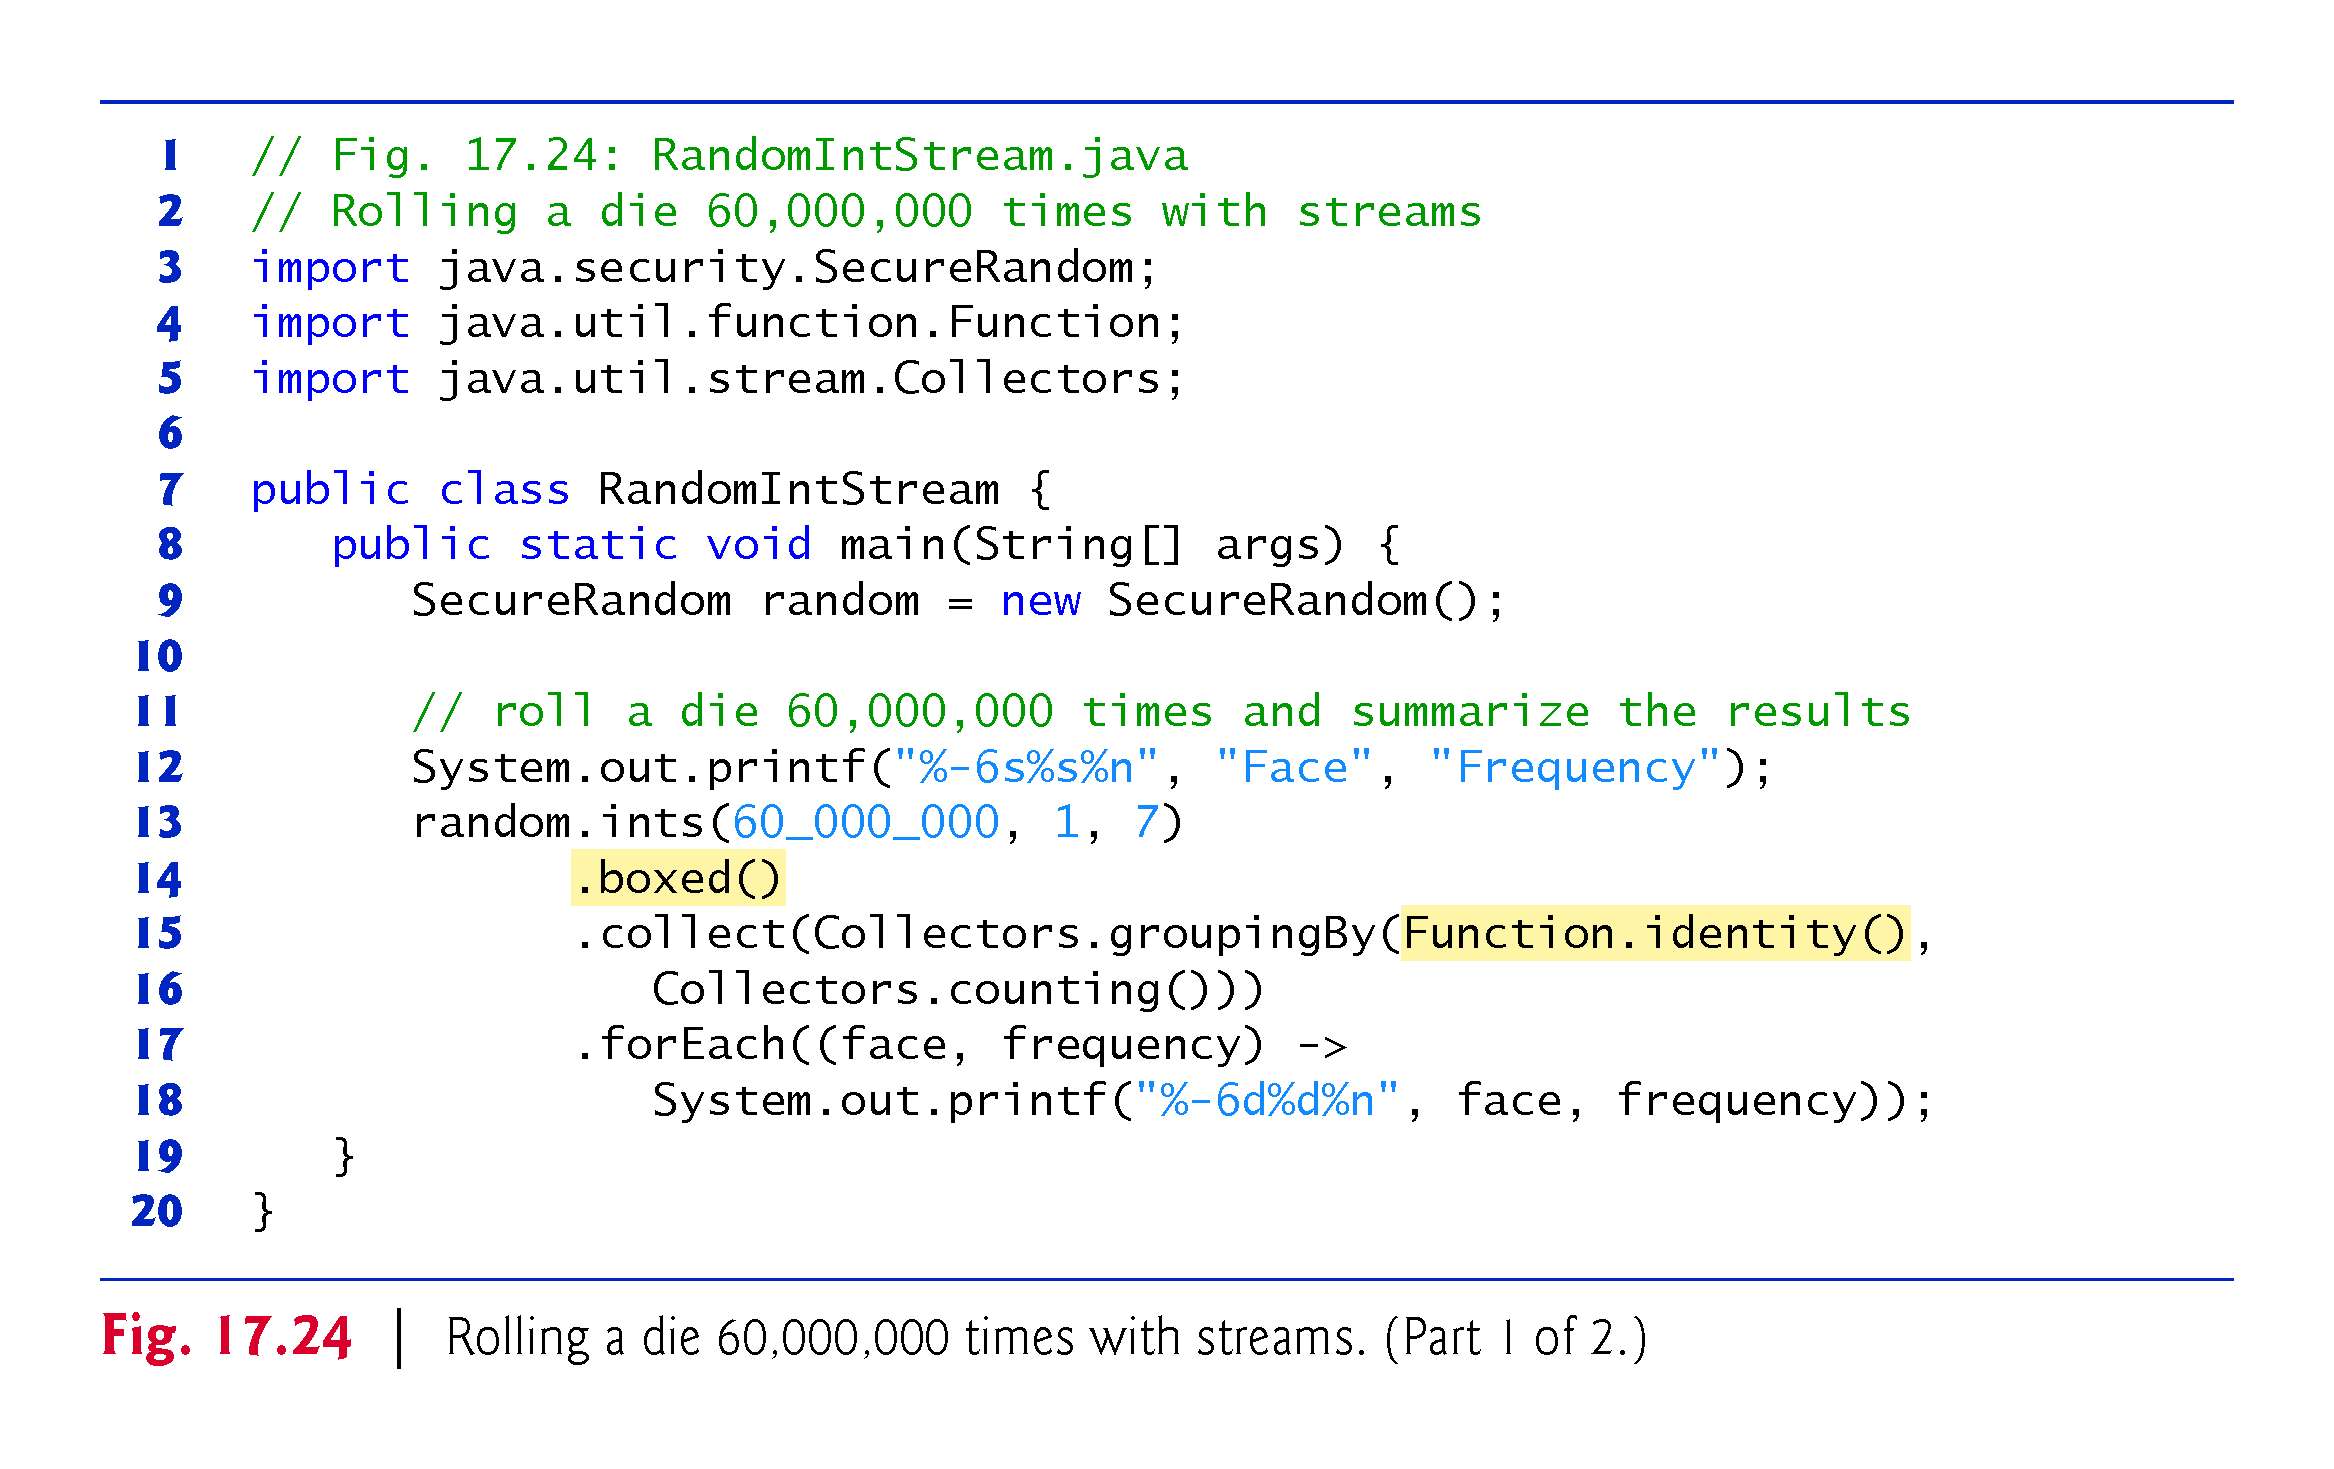 1 // Fig. 17.24: RandomIntStream.java
2 // Rolling a die 60,000,000 times with streams
3 import java.security.SecureRandom;
4 import java.util.function.Function;
5 import java.util.stream.Collectors;
6
7 public class RandomIntStream {
8    public static void main(String[] args) {
9       SecureRandom random = new SecureRandom();
10
11       // roll a die 60,000,000 times and summarize the results
12       System.out.printf("%-6s%s%n", "Face", "Frequency");
13       random.ints(60_000_000, 1, 7)
14             .boxed()
15             .collect(Collectors.groupingBy(Function.identity(),
16                Collectors.counting()))
17             .forEach((face, frequency) ->
18                System.out.printf("%-6d%d%n", face, frequency));
19    }
20 }
Fig. 17.24 | Rolling a die 60,000,000 times with streams. (Part 1 of 2.)